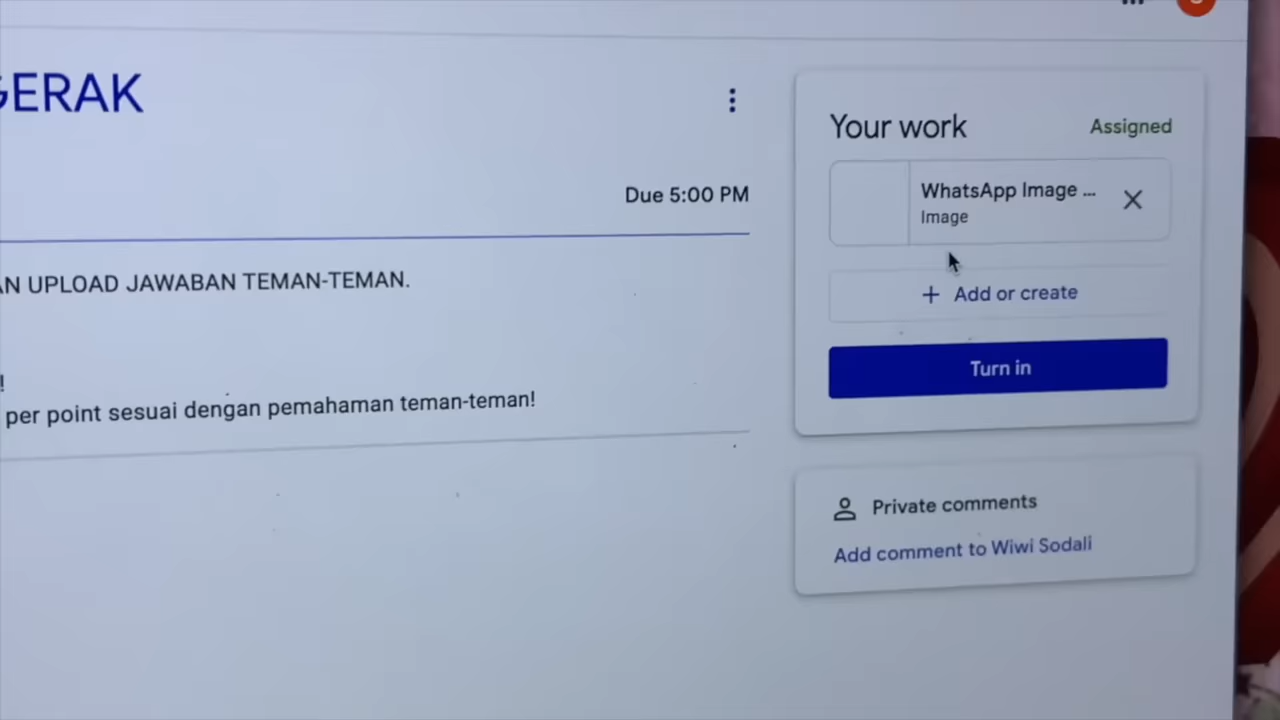 GERAK
Due 5:00 PM
AN UPLOAD JAWABAN TEMAN-TEMAN.
!
per point sesuai dengan pemahaman teman-teman!
Your work
Assigned
WhatsApp Image ...
Image
+ Add or create
Turn in
Private comments
Add comment to Wiwi Sodali